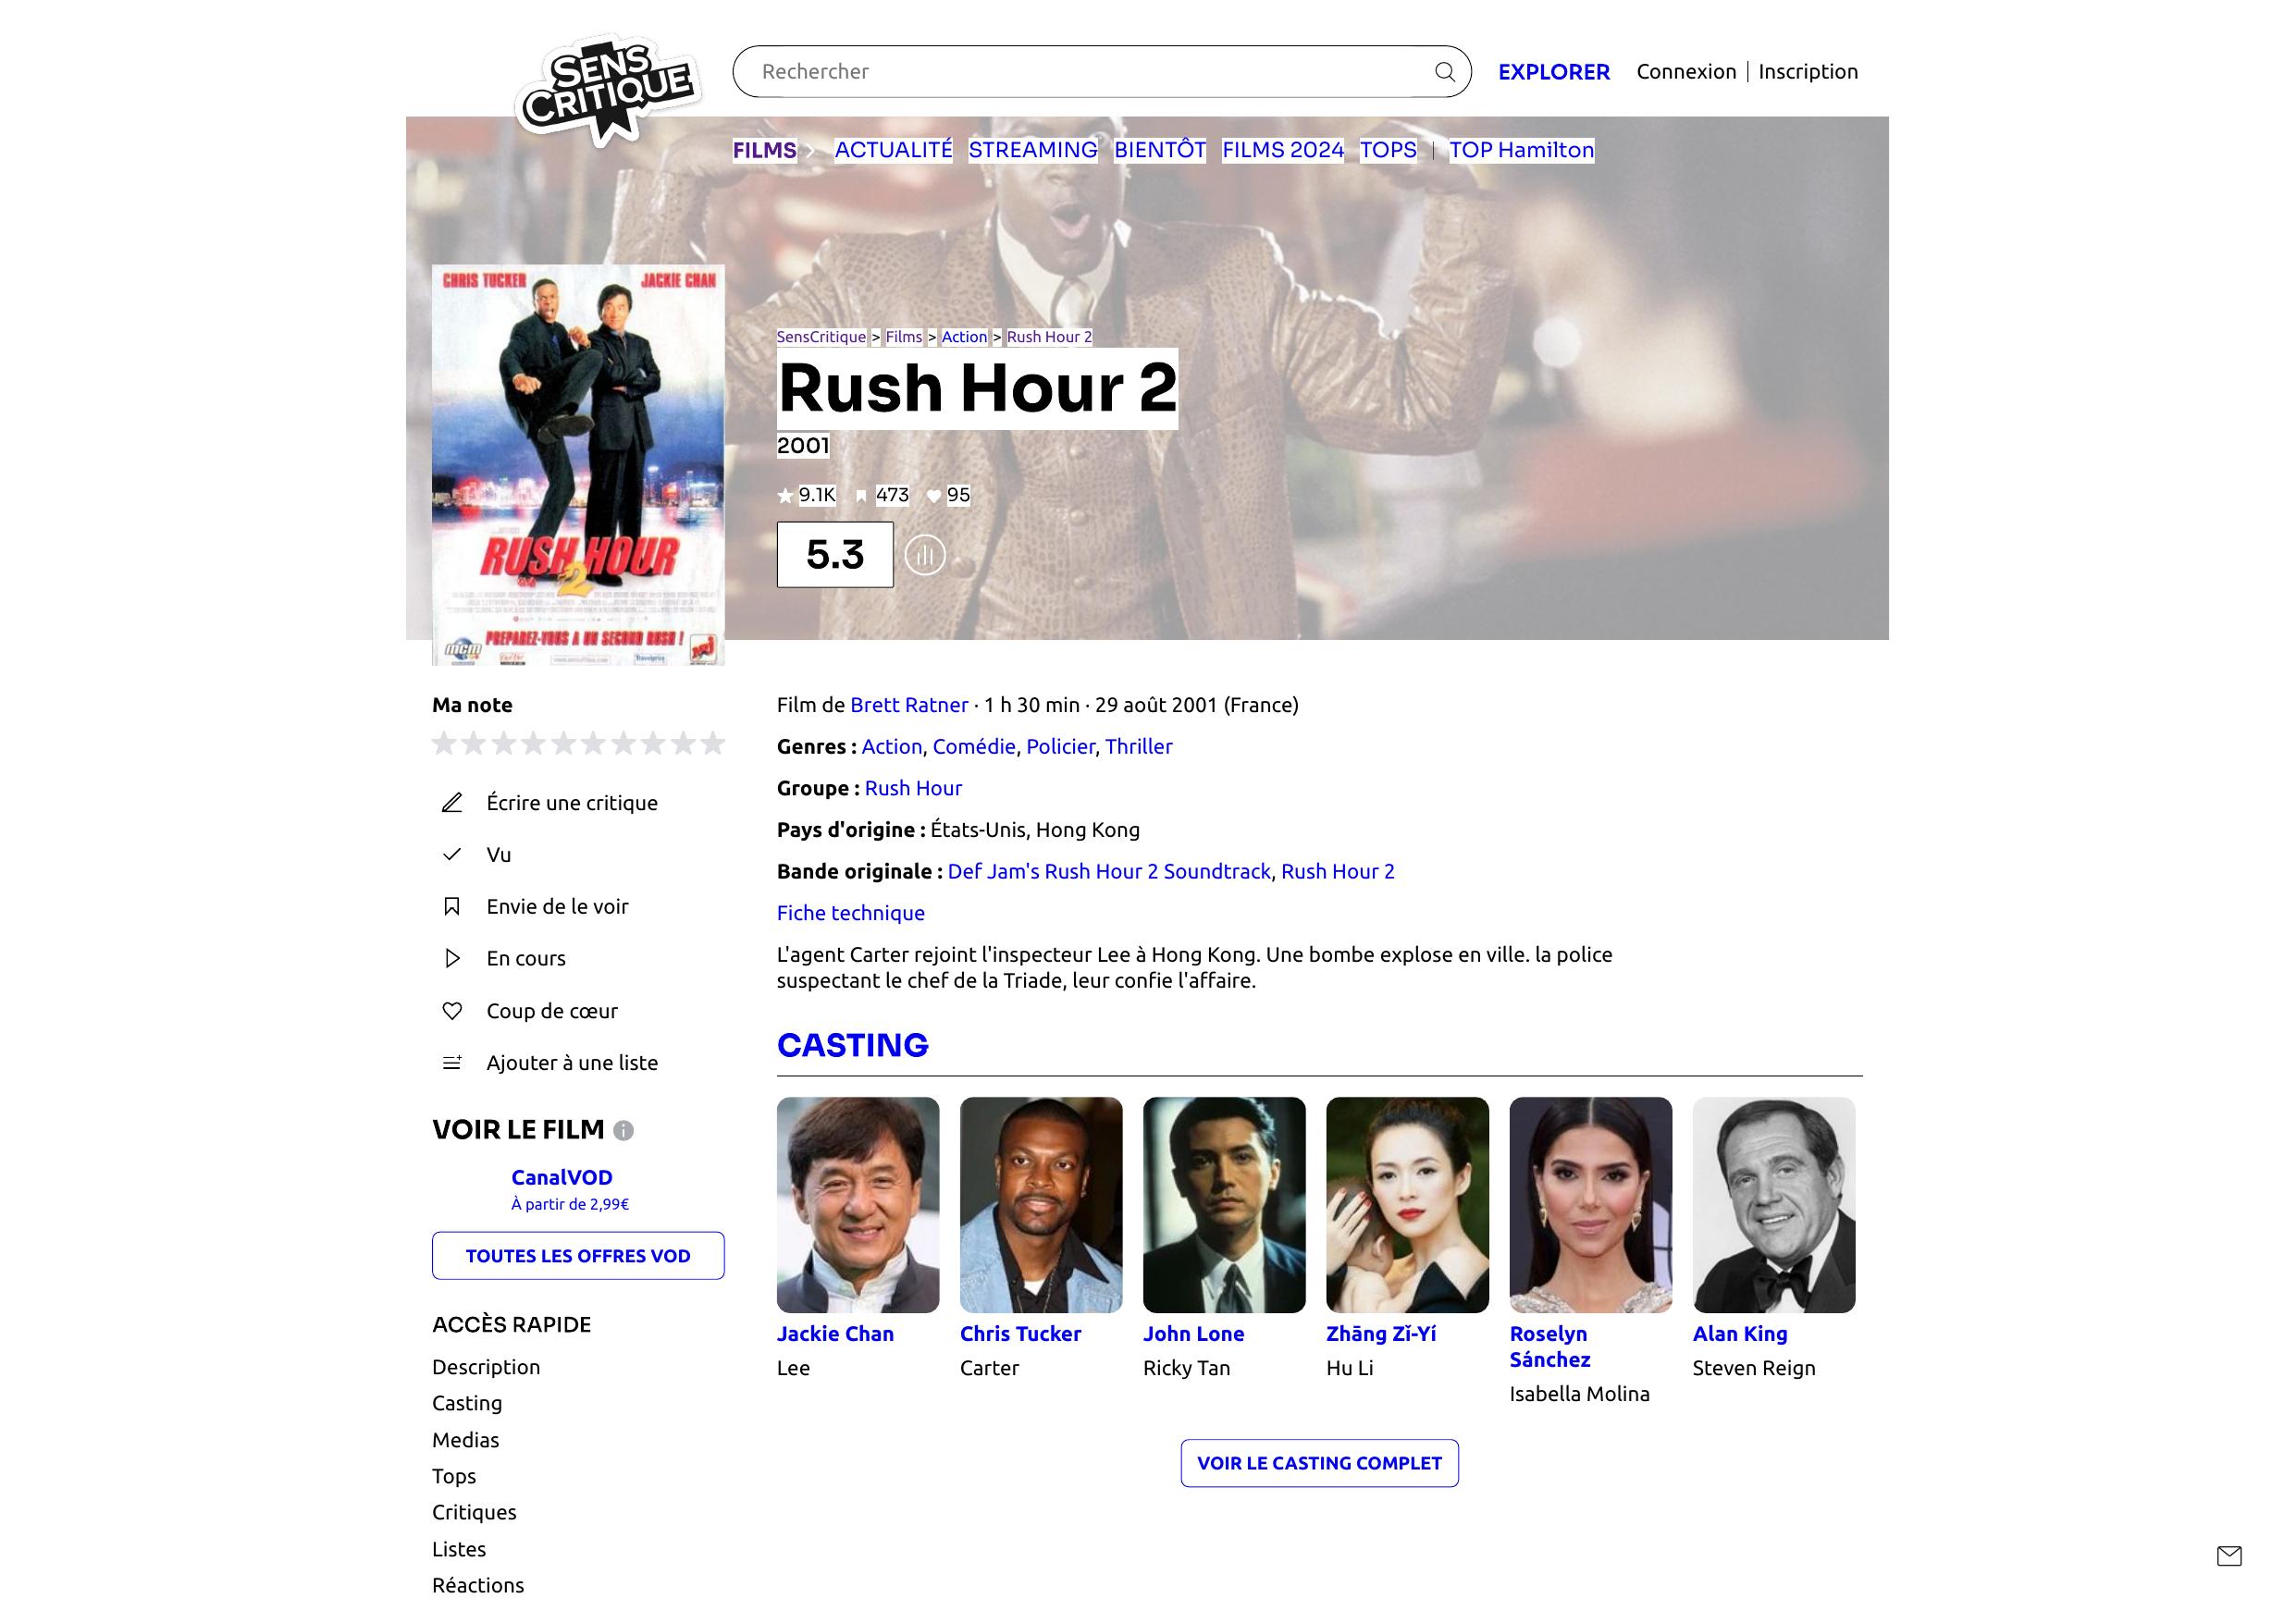 SENS
CRITIQUE
Rechercher
EXPLORER
Connexion | Inscription
FILMS > ACTUALITÉ STREAMING BIENTÔT FILMS 2024 TOPS | TOP Hamilton
CHRIS TUCKER JACKIE CHAN
RUSH HOUR
2
PREPAREZ-VOUS A UN SECOND RUSH !
mcm
NRJ
SensCritique > Films > Action > Rush Hour 2
Rush Hour 2
2001
9.1K 473 95
5.3
Ma note
Écrire une critique
Vu
Envie de le voir
En cours
Coup de cœur
Ajouter à une liste
VOIR LE FILM
CanalVOD
À partir de 2,99€
TOUTES LES OFFRES VOD
ACCÈS RAPIDE
Description
Casting
Medias
Tops
Critiques
Listes
Réactions
Film de Brett Ratner · 1 h 30 min · 29 août 2001 (France)
Genres : Action, Comédie, Policier, Thriller
Groupe : Rush Hour
Pays d'origine : États-Unis, Hong Kong
Bande originale : Def Jam's Rush Hour 2 Soundtrack, Rush Hour 2
Fiche technique
L'agent Carter rejoint l'inspecteur Lee à Hong Kong. Une bombe explose en ville. la police
suspectant le chef de la Triade, leur confie l'affaire.
CASTING
Jackie Chan
Lee
Chris Tucker
Carter
John Lone
Ricky Tan
Zhāng Zǐ-Yí
Hu Li
Roselyn
Sánchez
Isabella Molina
Alan King
Steven Reign
VOIR LE CASTING COMPLET